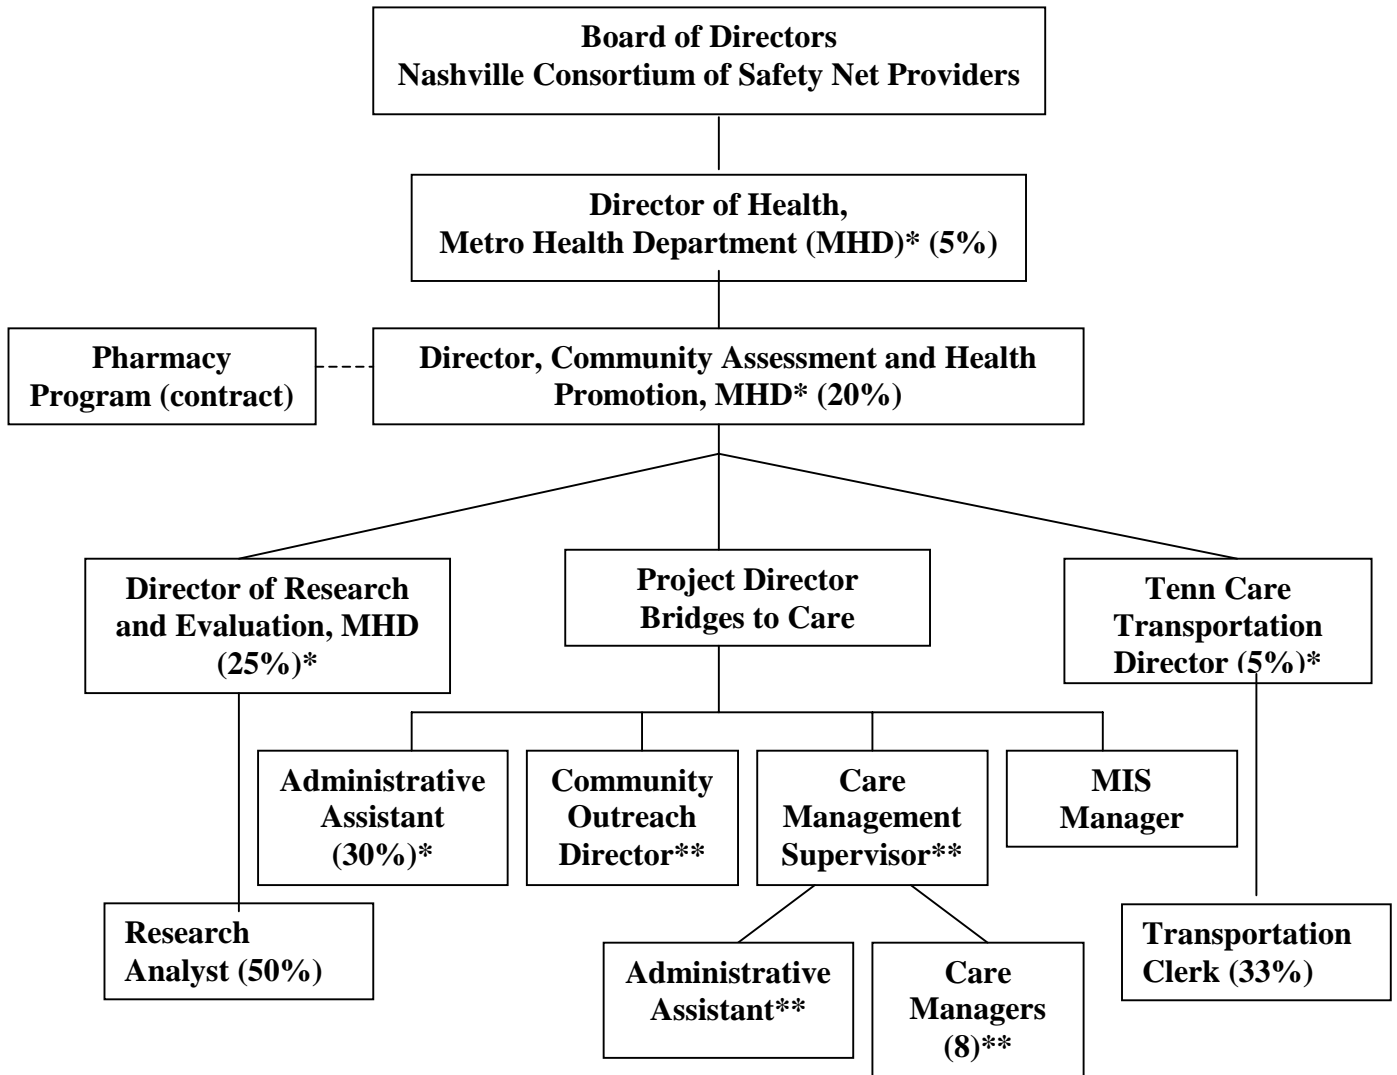 Board of Directors
Nashville Consortium of Safety Net Providers
Director of Health,
Metro Health Department (MHD)* (5%)
Pharmacy
Program (contract)
Director, Community Assessment and Health
Promotion, MHD* (20%)
Director of Research
and Evaluation, MHD
(25%)*
Project Director
Bridges to Care
Tenn Care
Transportation
Director (5%)*
Administrative
Assistant
(30%)*
Community
Outreach
Director**
Care
Management
Supervisor**
MIS
Manager
Research
Analyst (50%)
Administrative
Assistant**
Care
Managers
(8)**
Transportation
Clerk (33%)